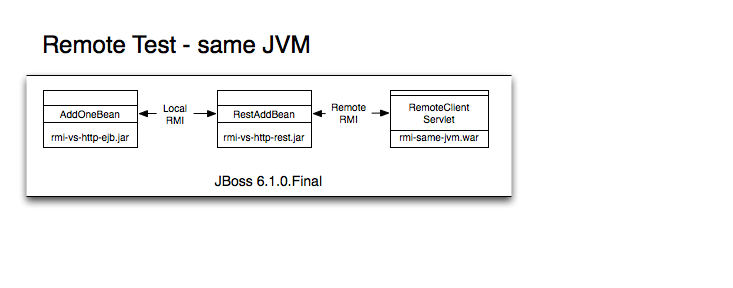 Remote Test - same JVM
AddOneBean
rmi-vs-http-ejb.jar
Local
RMI
RestAddBean
rmi-vs-http-rest.jar
Remote
RMI
RemoteClient
Servlet
rmi-same-jvm.war
JBoss 6.1.0.Final